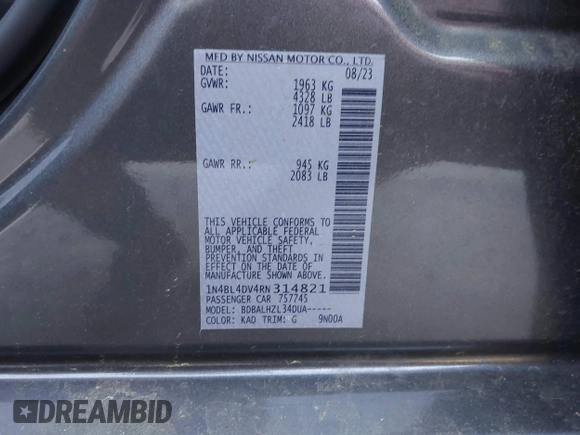 MFD BY NISSAN MOTOR CO., LTD.
DATE: 08/23
GVWR: 1963 KG
4328 LB
GAWR FR.: 1097 KG
2418 LB
GAWR RR.: 945 KG
2083 LB
THIS VEHICLE CONFORMS TO
ALL APPLICABLE FEDERAL
MOTOR VEHICLE SAFETY,
BUMPER, AND THEFT
PREVENTION STANDARDS IN
EFFECT ON THE DATE OF
MANUFACTURE SHOWN ABOVE.
1N4BL4DV4RN314821
PASSENGER CAR 757745
MODEL: BDBALHZL34DUA-----
COLOR: KAD TRIM: G 9N00A
DREAMBID